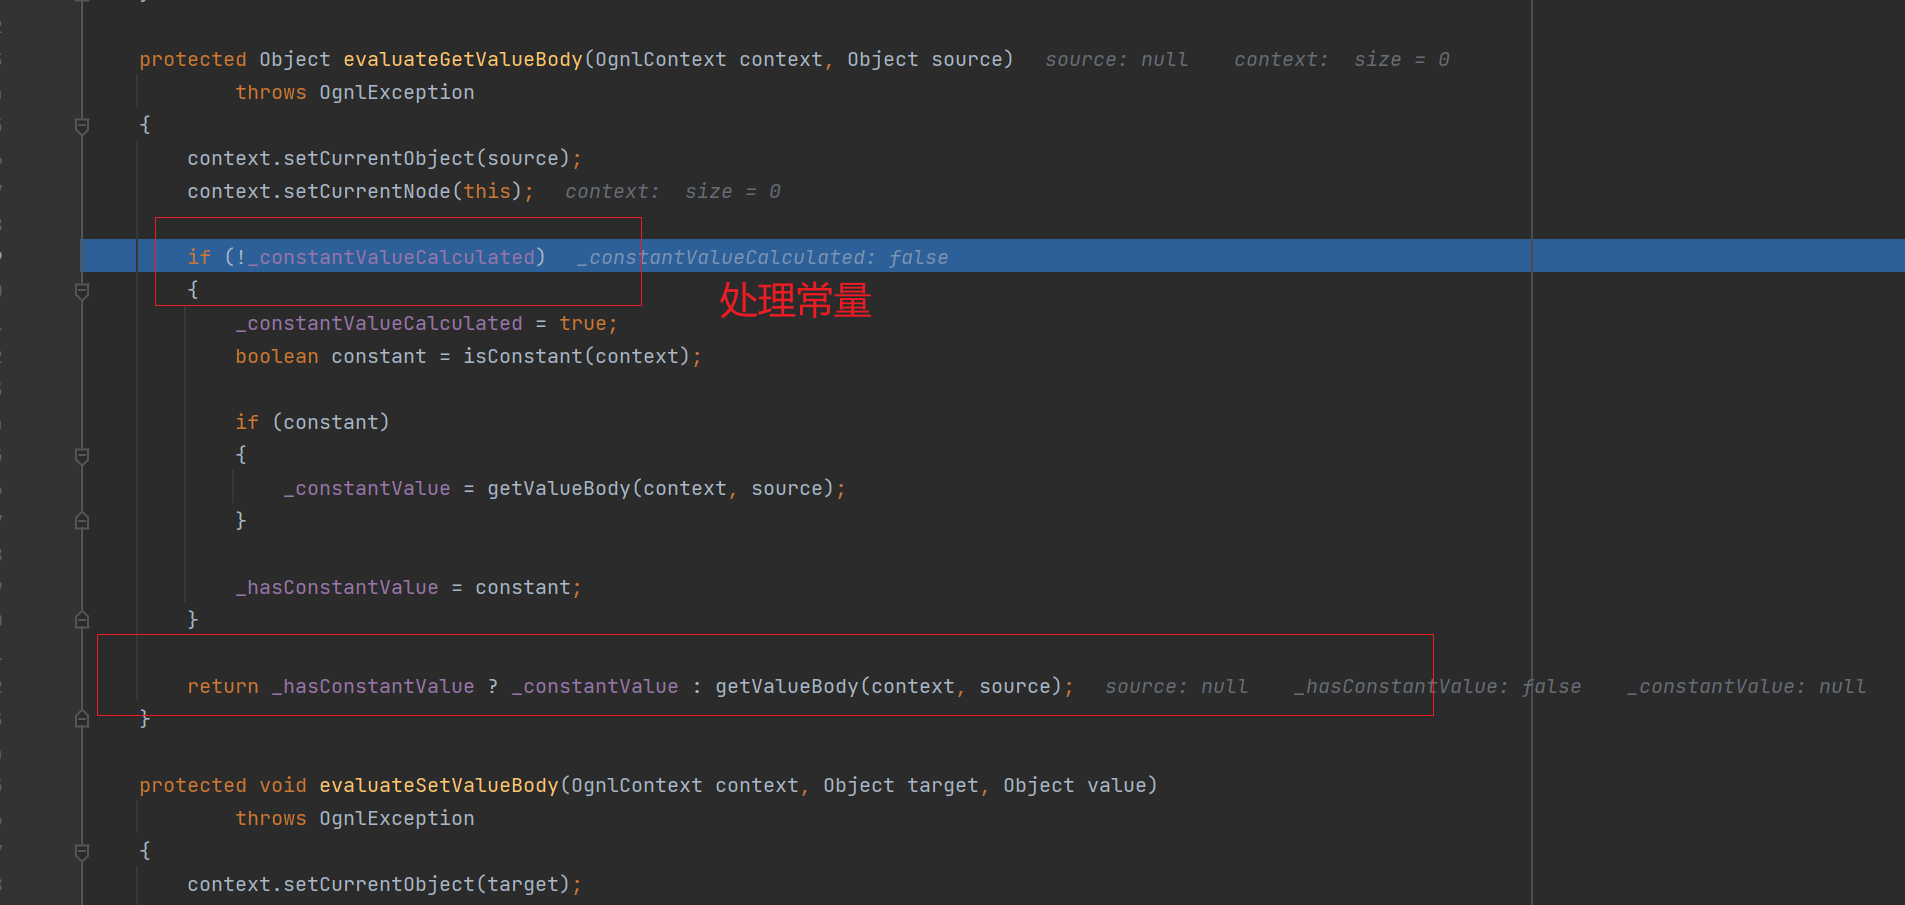 protected Object evaluateGetValueBody(OgnlContext context, Object source)   source: null    context:  size = 0
        throws OgnlException
{
    context.setCurrentObject(source);
    context.setCurrentNode(this);   context:  size = 0
    if (!_constantValueCalculated)   _constantValueCalculated: false
    {
处理常量
        _constantValueCalculated = true;
        boolean constant = isConstant(context);
        if (constant)
        {
            _constantValue = getValueBody(context, source);
        }
        _hasConstantValue = constant;
    }
    return _hasConstantValue ? _constantValue : getValueBody(context, source);   source: null    _hasConstantValue: false    _constantValue: null
}
protected void evaluateSetValueBody(OgnlContext context, Object target, Object value)
        throws OgnlException
{
    context.setCurrentObject(target);